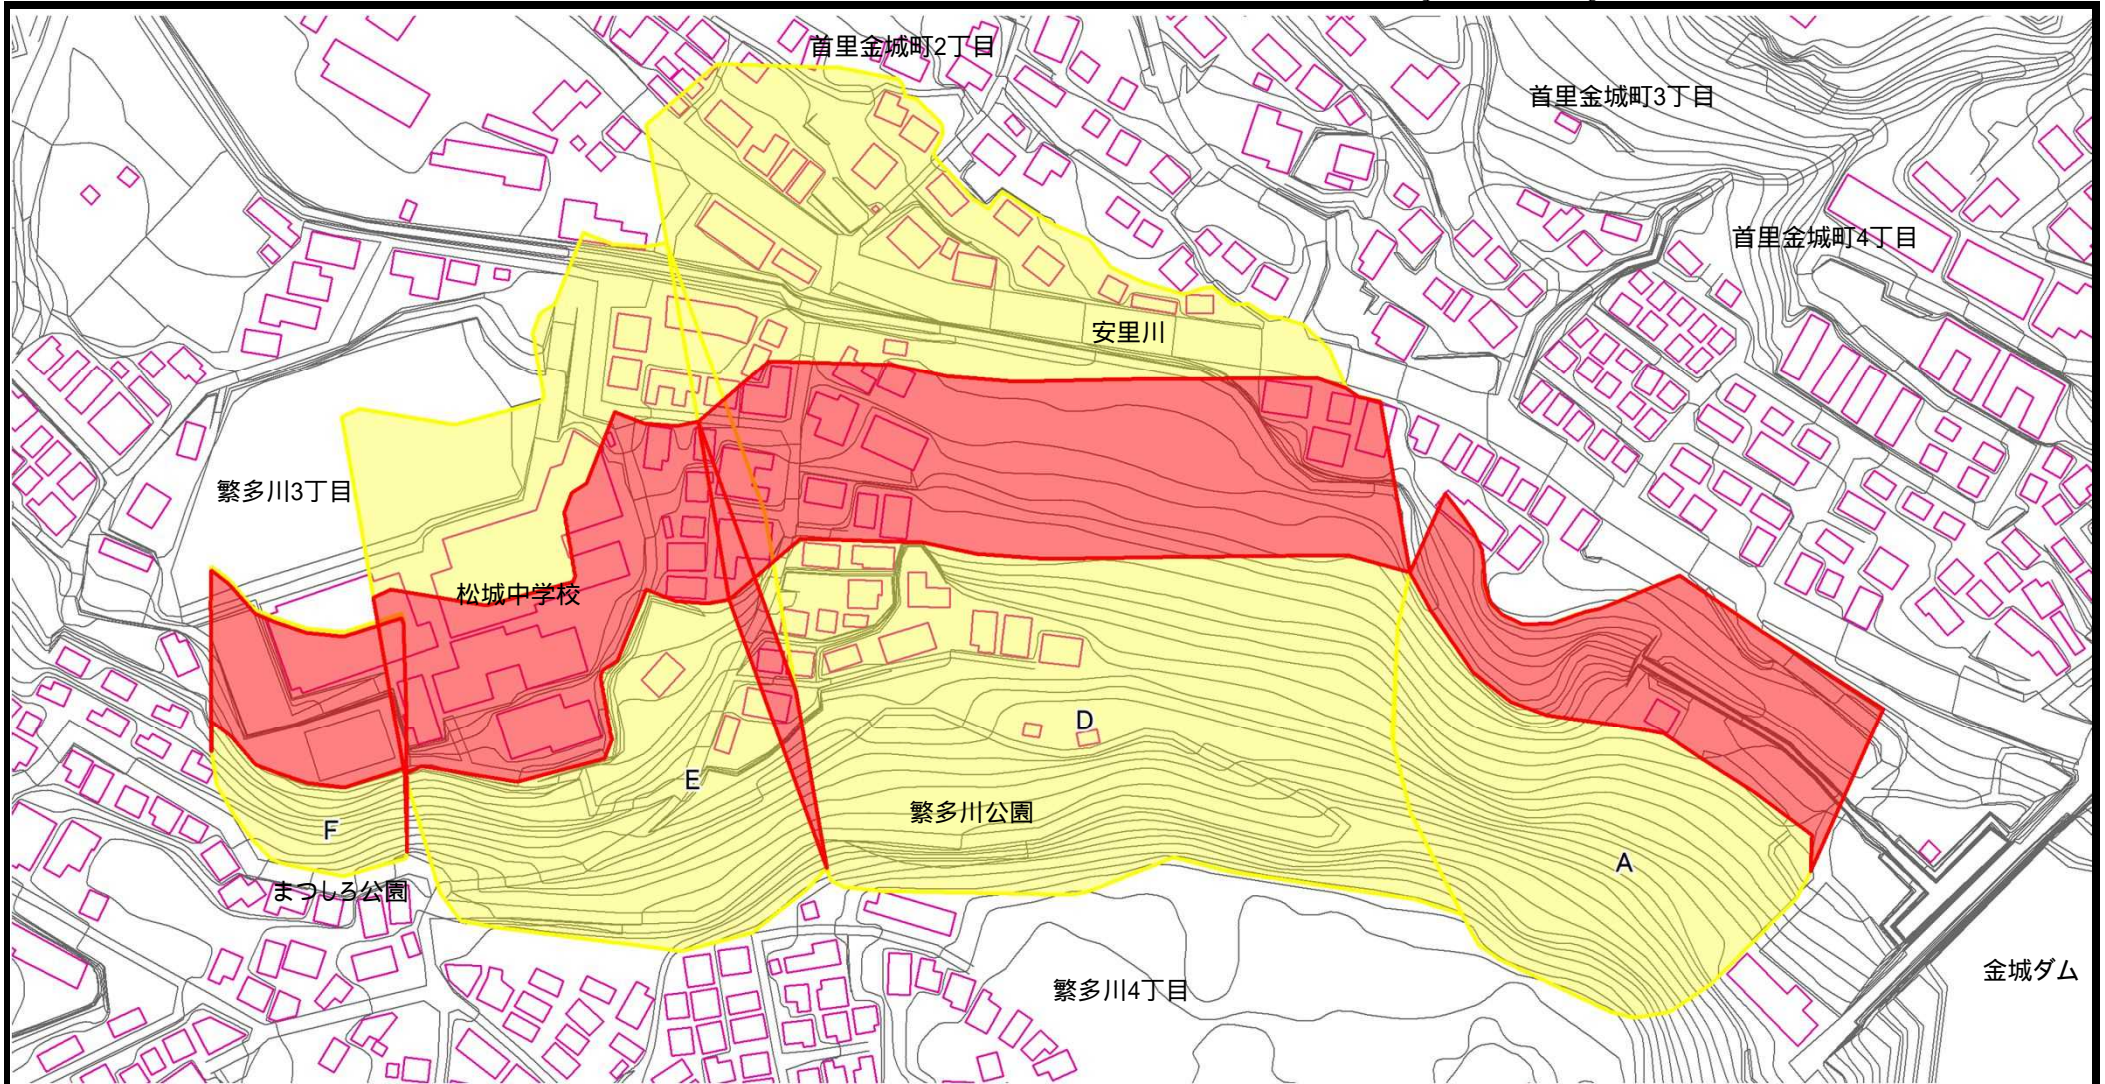 首里金城町2丁目
首里金城町3丁目
首里金城町4丁目
安里川
繁多川3丁目
松城中学校
D
E
繁多川公園
F
A
まつしろ公園
金城ダム
繁多川4丁目